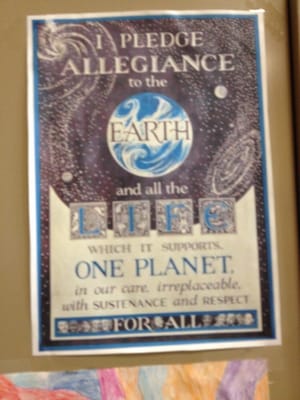 I PLEDGE
ALLEGIANCE
to the
EARTH
and all the
LIFE
WHICH IT SUPPORTS.
ONE PLANET,
in our care, irreplaceable,
with SUSTENANCE and RESPECT
FOR ALL